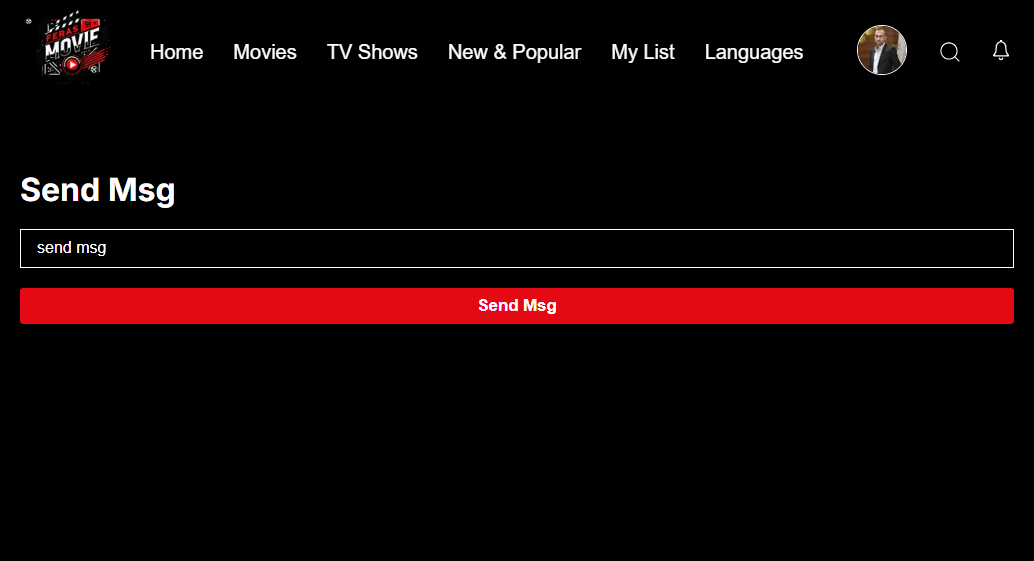 FERAS
MOVIE
Home Movies TV Shows New & Popular My List Languages
Send Msg
send msg
Send Msg